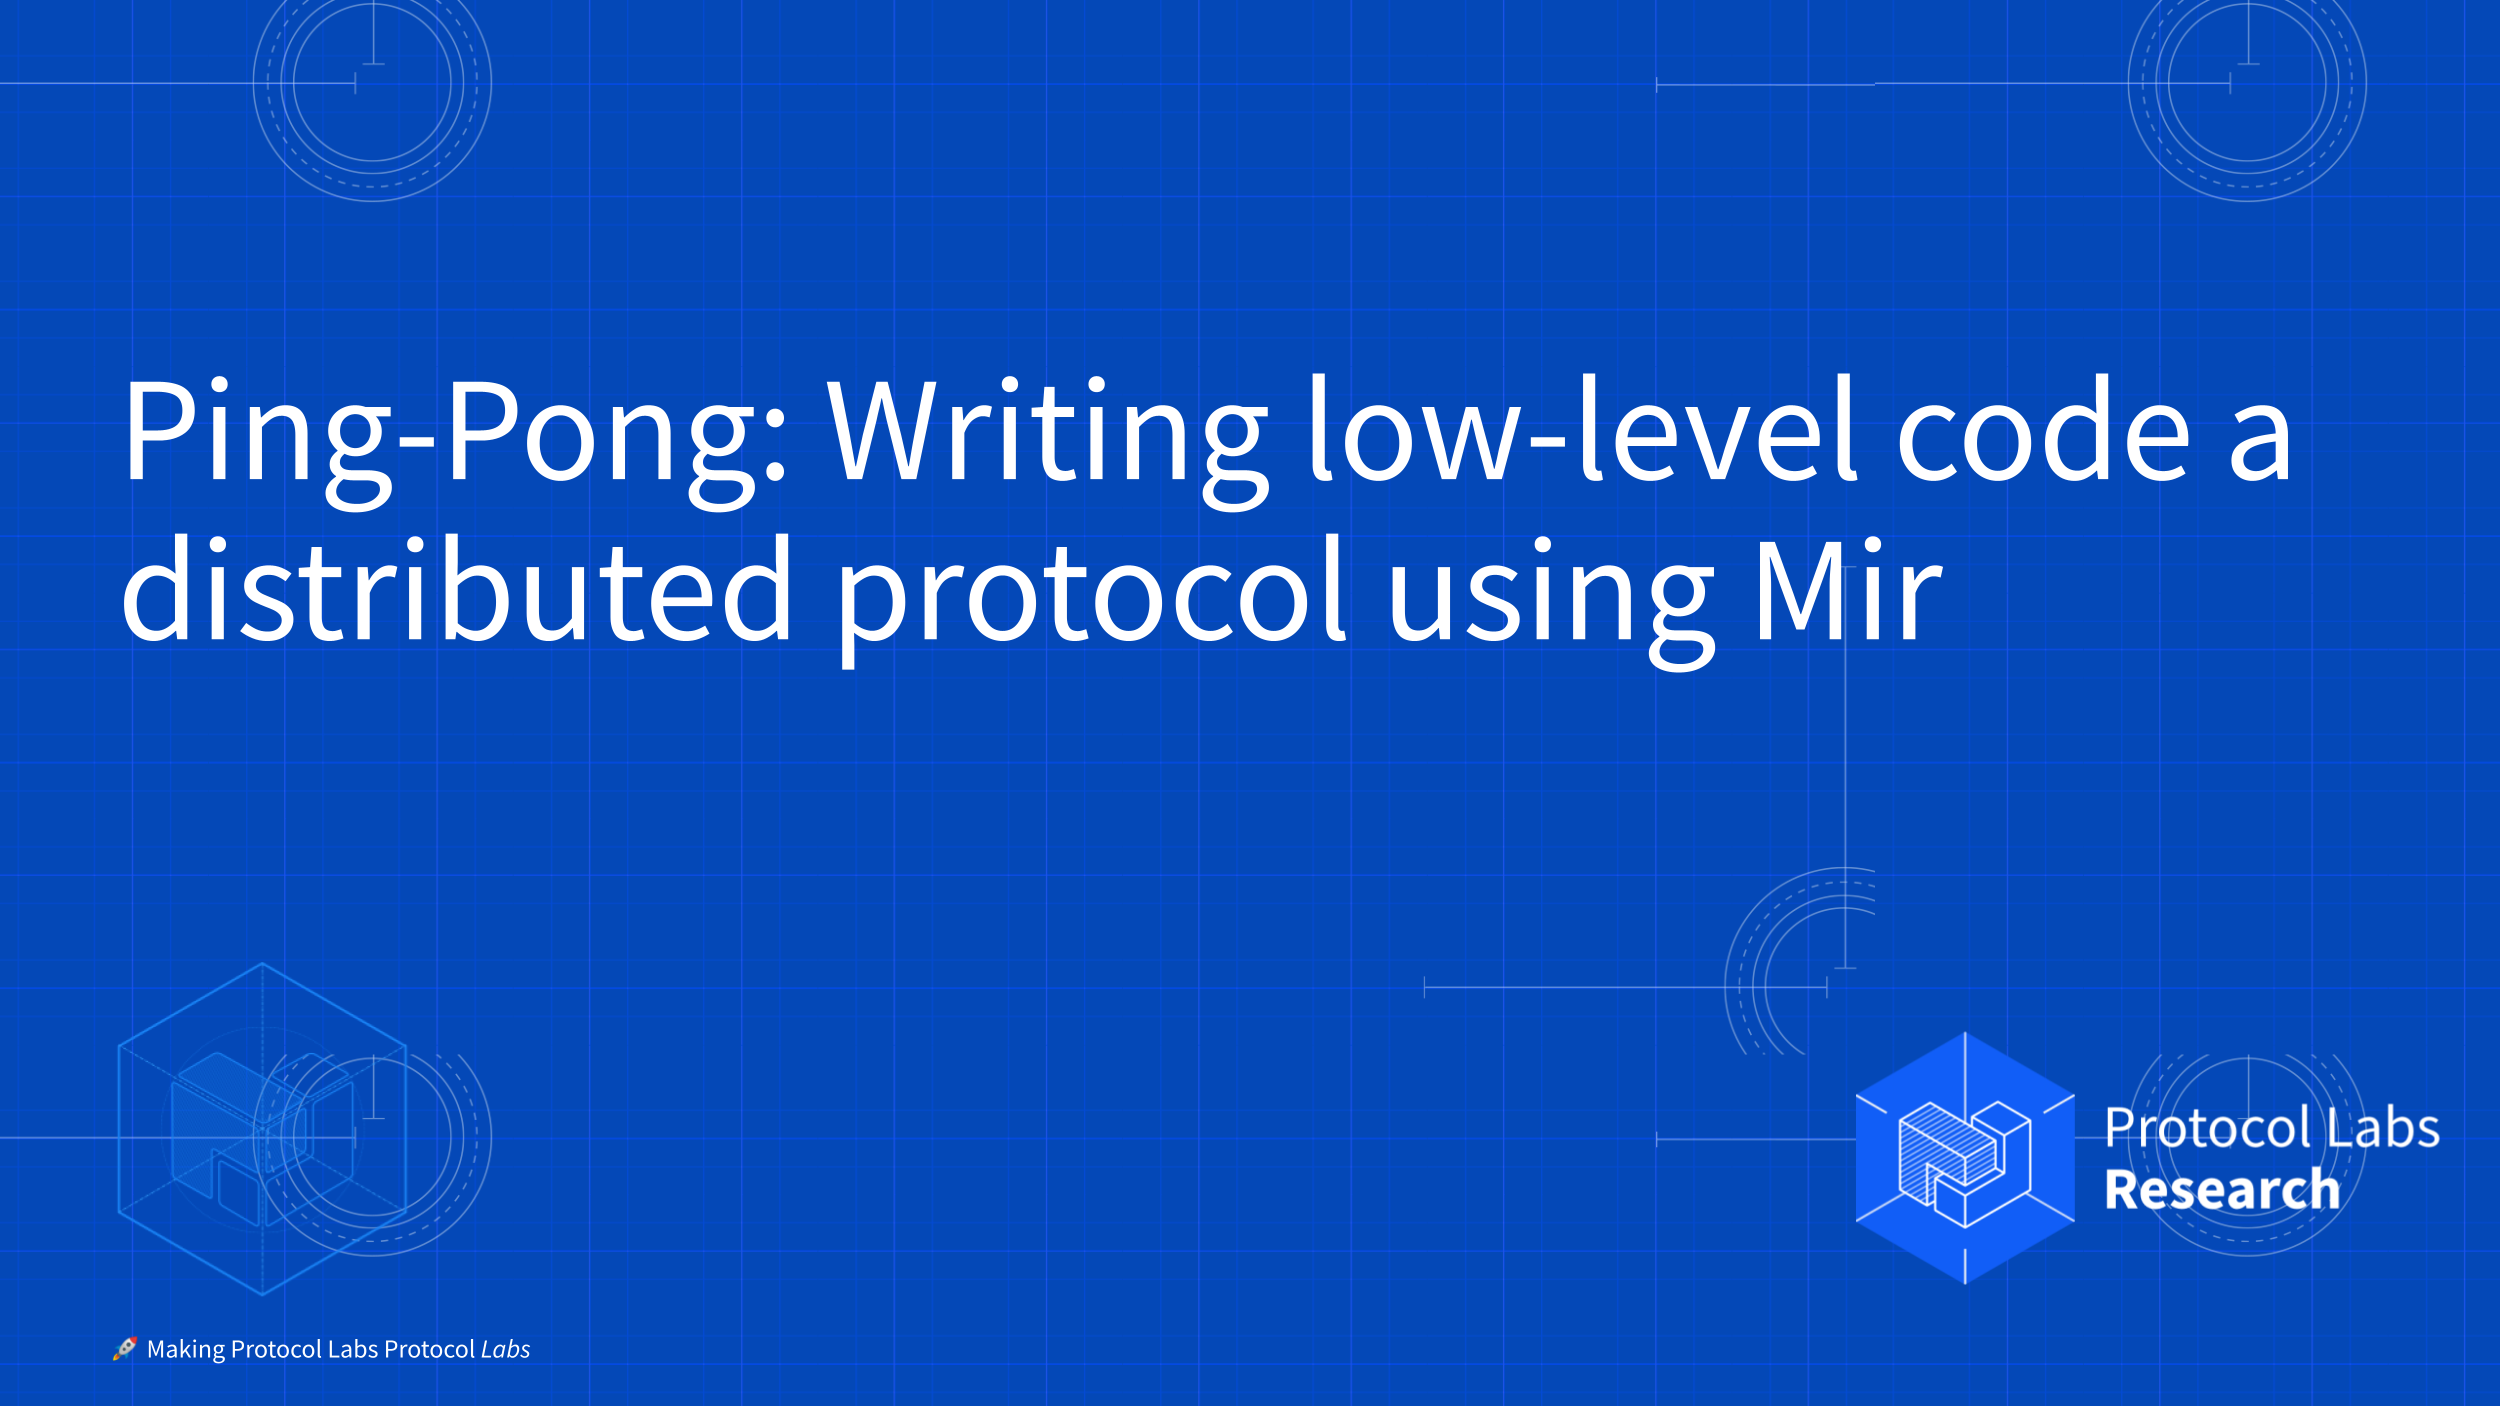 Ping-Pong: Writing low-level code a
distributed protocol using Mir
Protocol Labs
Research
🚀 Making Protocol Labs Protocol Labs